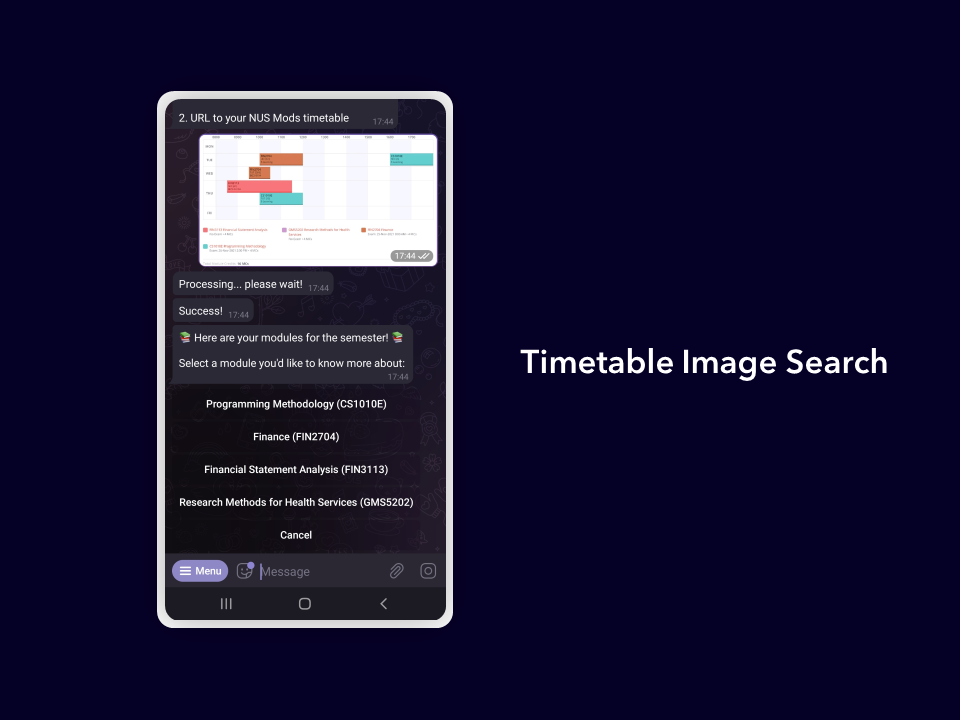 2. URL to your NUS Mods timetable
17:44
17:44
Processing... please wait!
17:44
Success!
17:44
📚 Here are your modules for the semester! 📚
Select a module you'd like to know more about:
17:44
Programming Methodology (CS1010E)
Finance (FIN2704)
Financial Statement Analysis (FIN3113)
Research Methods for Health Services (GMS5202)
Cancel
Menu
Message
Timetable Image Search